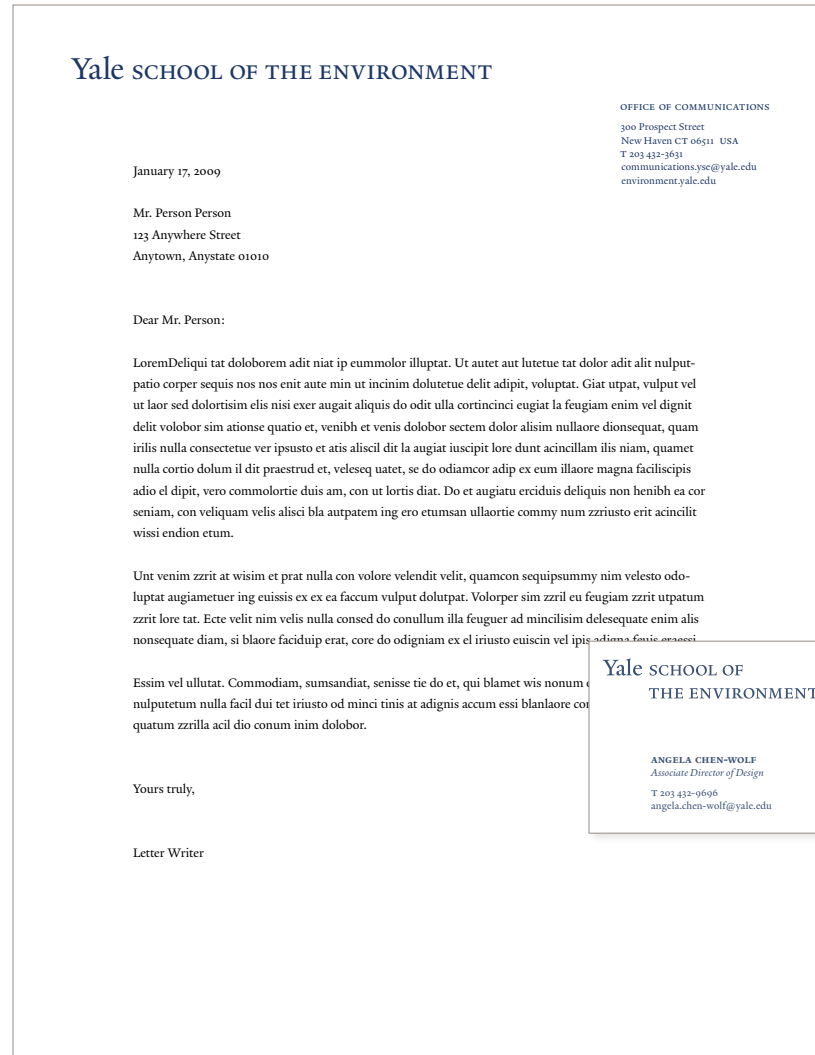 Yale SCHOOL OF THE ENVIRONMENT
OFFICE OF COMMUNICATIONS
300 Prospect Street
New Haven CT 06511 USA
T 203 432-3631
communications.yse@yale.edu
environment.yale.edu
January 17, 2009
Mr. Person Person
123 Anywhere Street
Anytown, Anystate 01010
Dear Mr. Person:
LoremDeliqui tat doloborem adit niat ip eummolor illuptat. Ut autet aut lutetue tat dolor adit alit nulput-
patio corper sequis nos nos enit aute min ut incinim dolutetue delit adipit, voluptat. Giat utpat, vulput vel
ut laor sed dolortisim elis nisi exer augait aliquis do odit ulla cortincinci eugiat la feugiam enim vel dignit
delit volobor sim ationse quatio et, venibh et venis dolobor sectem dolor alisim nullaore dionsequat, quam
irilis nulla consectetue ver ipsusto et atis aliscil dit la augiat iuscipit lore dunt acincillam ilis niam, quamet
nulla cortio dolum il dit praestrud et, veleseq uatet, se do odiamcor adip ex eum illaore magna faciliscipis
adio el dipit, vero commolortie duis am, con ut lortis diat. Do et augiatu erciduis deliquis non henibh ea cor
seniam, con veliquam velis alisci bla autpatem ing ero etumsan ullaortie commy num zzriusto erit acincilit
wissi endion etum.
Unt venim zzrit at wisim et prat nulla con volore velendit velit, quamcon sequipsummy nim velesto odo-
luptat augiametuer ing euissis ex ex ea faccum vulput dolutpat. Volorper sim zzril eu feugiam zzrit utpatum
zzrit lore tat. Ecte velit nim velis nulla consed do conullum illa feuguer ad mincilisim delesequate enim alis
nonsequate diam, si blaore faciduip erat, core do odigniam ex el iriusto euiscin vel ipis adigna feuis eraessi
Essim vel ullutat. Commodiam, sumsandiat, senisse tie do et, qui blamet wis nonum
nulputetum nulla facil dui tet iriusto od minci tinis at adignis accum essi blanlaore
quatum zzrilla acil dio conum inim dolobor.
Yours truly,
Letter Writer
Yale SCHOOL OF
THE ENVIRONMENT
ANGELA CHEN-WOLF
Associate Director of Design
T 203 432-9696
angela.chen-wolf@yale.edu